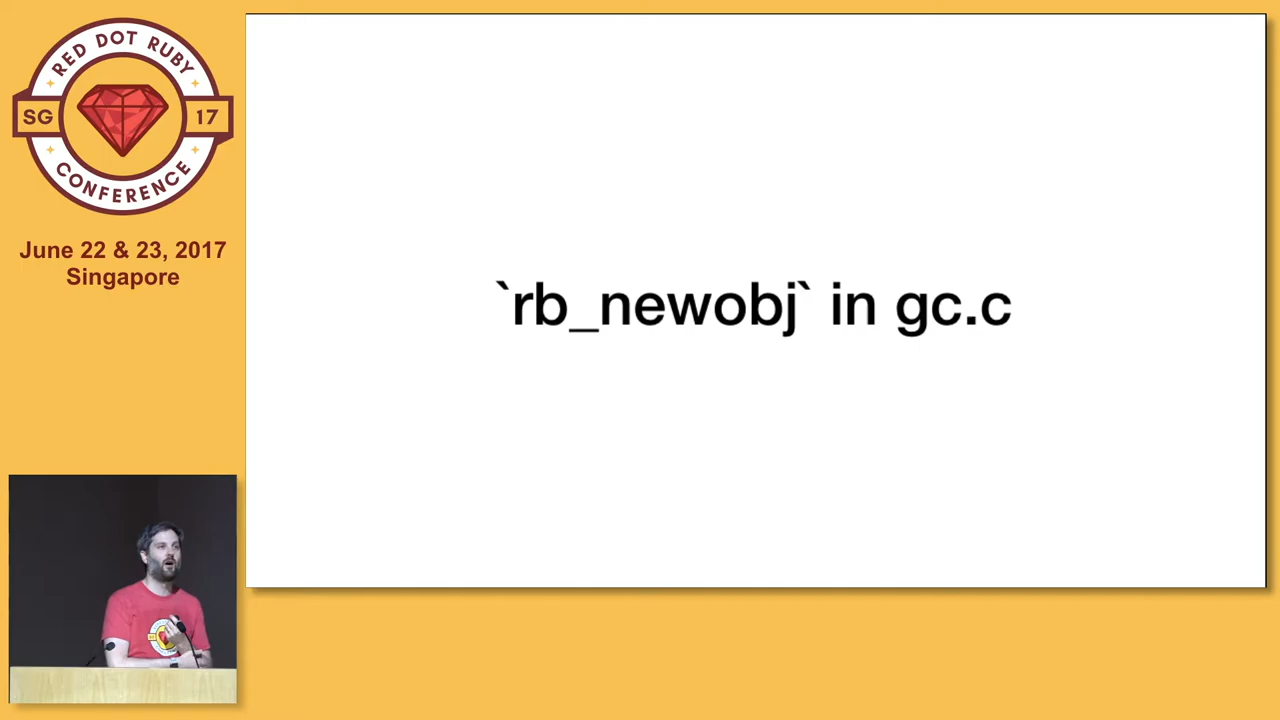 RED DOT RUBY
SG 17
CONFERENCE
June 22 & 23, 2017
Singapore
`rb_newobj` in gc.c